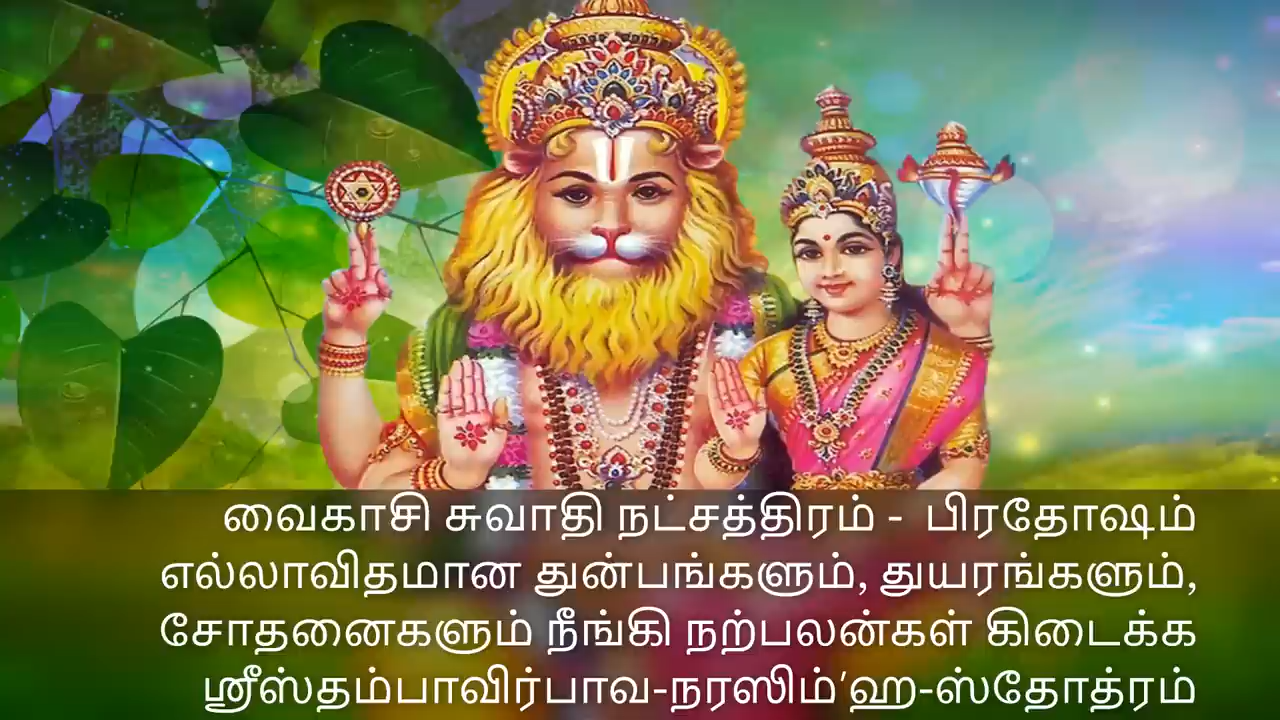 வைகாசி சுவாதி நட்சத்திரம் - பிரதோஷம்
எல்லாவிதமான துன்பங்களும், துயரங்களும்,
சோதனைகளும் நீங்கி நற்பலன்கள் கிடைக்க
ஸ்ரீஸ்தம்பாவிர்பாவ-நரஸிம்ʼஹ-ஸ்தோத்ரம்